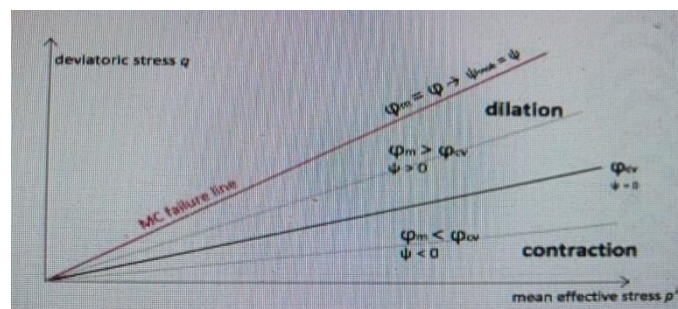 deviatoric stress q
φm = φ → ψmob = ψ
dilation
φm > φcv
ψ > 0
MC failure line
φcv
ψ = 0
φm < φcv
ψ < 0
contraction
mean effective stress p'